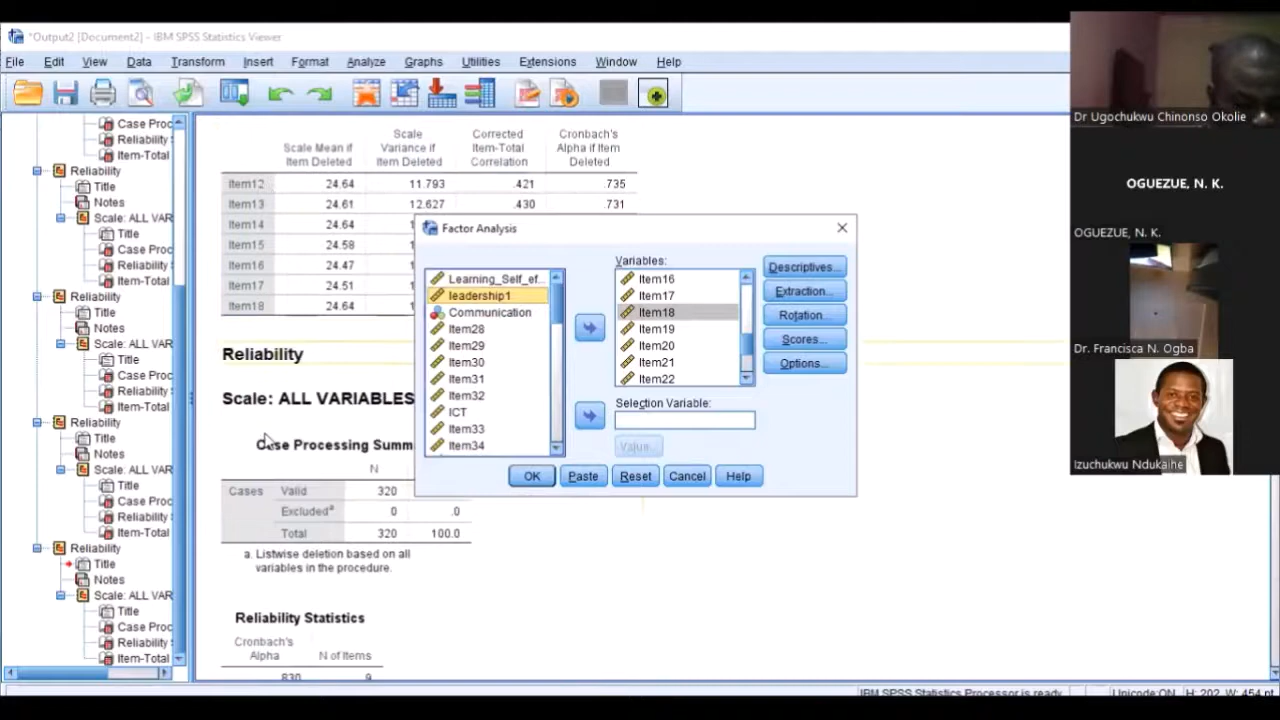 *Output2 [Document2] - IBM SPSS Statistics Viewer
File Edit View Data Transform Insert Format Analyze Graphs Utilities Extensions Window Help
Case Proc
Reliability
Item-Total
Reliability
Title
Notes
Scale: ALL VAR
Title
Case Proc
Reliability
Item-Total
Reliability
Title
Notes
Scale: ALL VAR
Title
Case Proc
Reliability
Item-Total
Reliability
Title
Notes
Scale: ALL VAR
Title
Case Proc
Reliability
Item-Total
Reliability
Title
Notes
Scale: ALL VAR
Title
Case Proc
Reliability
Item-Total
Scale Mean if Item Deleted
Scale Variance if Item Deleted
Corrected Item-Total Correlation
Cronbach's Alpha if Item Deleted
Item12 24.64 11.793 .421 .735
Item13 24.61 12.627 .430 .731
Item14 24.64
Item15 24.58
Item16 24.47
Item17 24.51
Item18 24.64
Reliability
Scale: ALL VARIABLES
Case Processing Summ
N
Cases Valid 320
Excludedᵃ 0 .0
Total 320 100.0
a. Listwise deletion based on all
variables in the procedure.
Reliability Statistics
Cronbach's
Alpha N of Items
.830 9
Factor Analysis
Learning_Self_ef...
leadership1
Communication
Item28
Item29
Item30
Item31
Item32
ICT
Item33
Item34
Variables:
Item16
Item17
Item18
Item19
Item20
Item21
Item22
Selection Variable:
Value...
Descriptives...
Extraction...
Rotation...
Scores...
Options...
OK Paste Reset Cancel Help
Dr Ugochukwu Chinonso Okolie
OGUEZUE, N. K.
OGUEZUE, N. K.
Dr. Francisca N. Ogba
Izuchukwu Ndukaihe
IBM SPSS Statistics Processor is ready
Unicode:ON H: 202, W: 454 pt